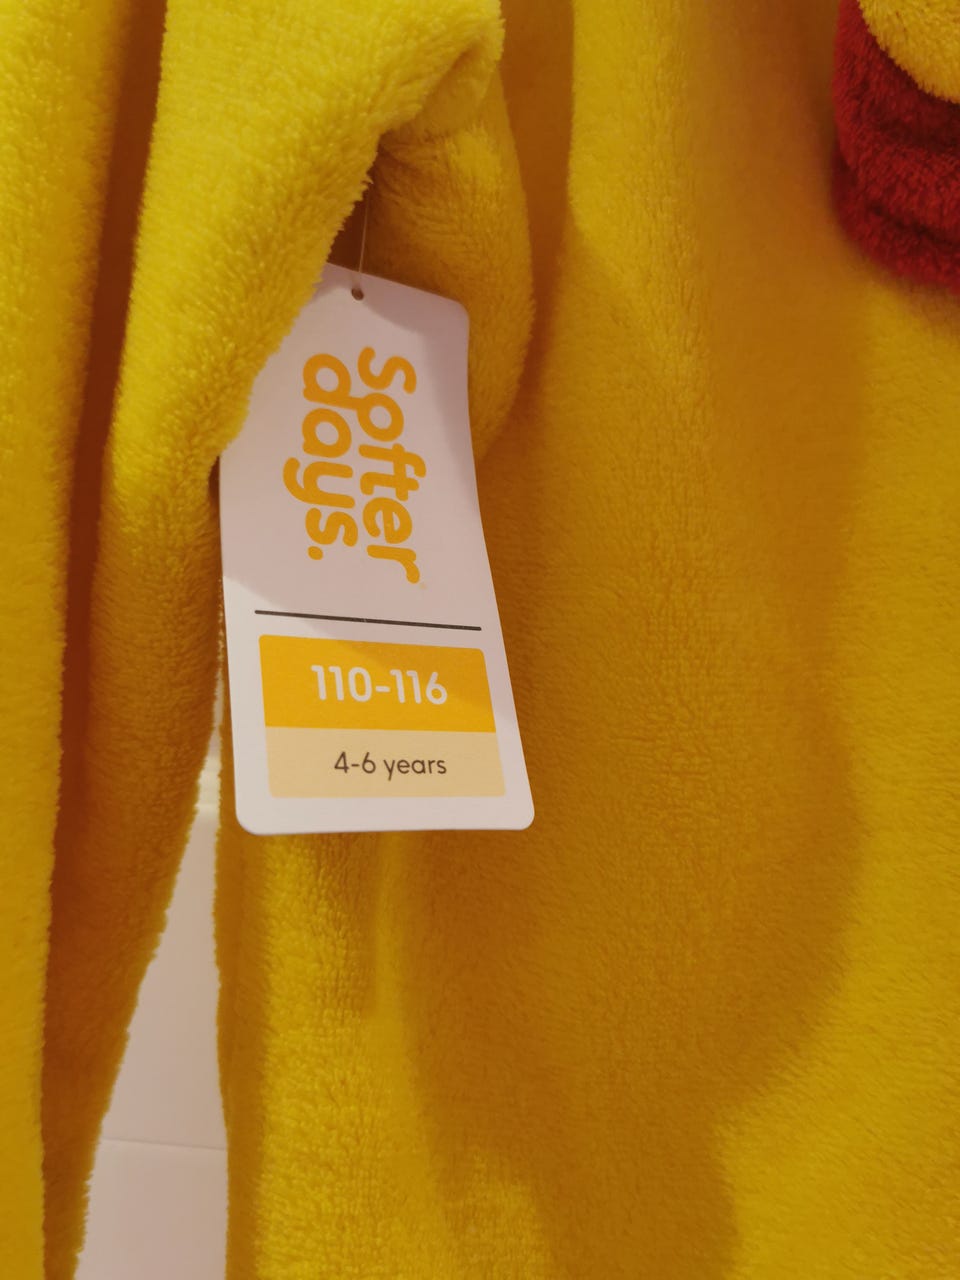 softer
days.
110-116
4-6 years